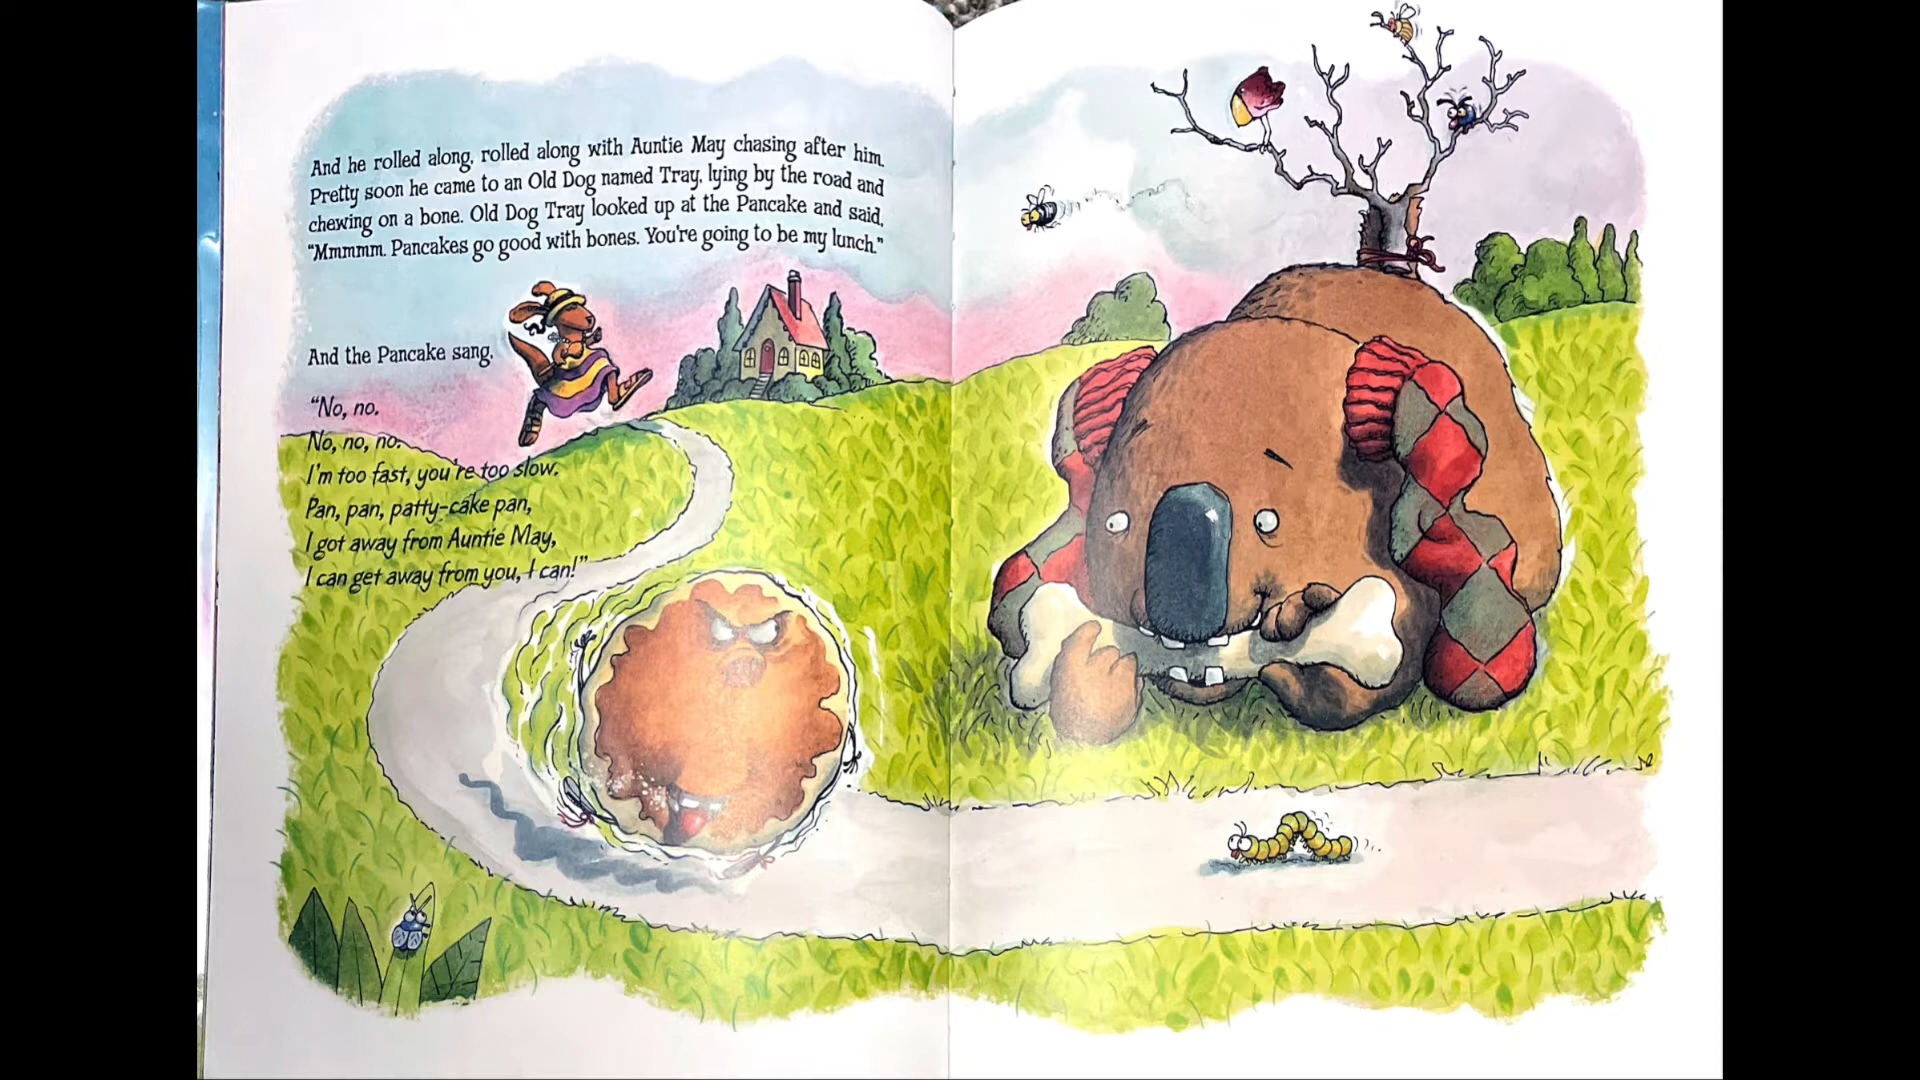 And he rolled along, rolled along with Auntie May chasing after him.
Pretty soon he came to an Old Dog named Tray, lying by the road and
chewing on a bone. Old Dog Tray looked up at the Pancake and said,
“Mmmmm. Pancakes go good with bones. You're going to be my lunch.”
And the Pancake sang,
“No, no.
No, no, no.
I'm too fast, you're too slow.
Pan, pan, patty-cake pan,
I got away from Auntie May,
I can get away from you, I can!”